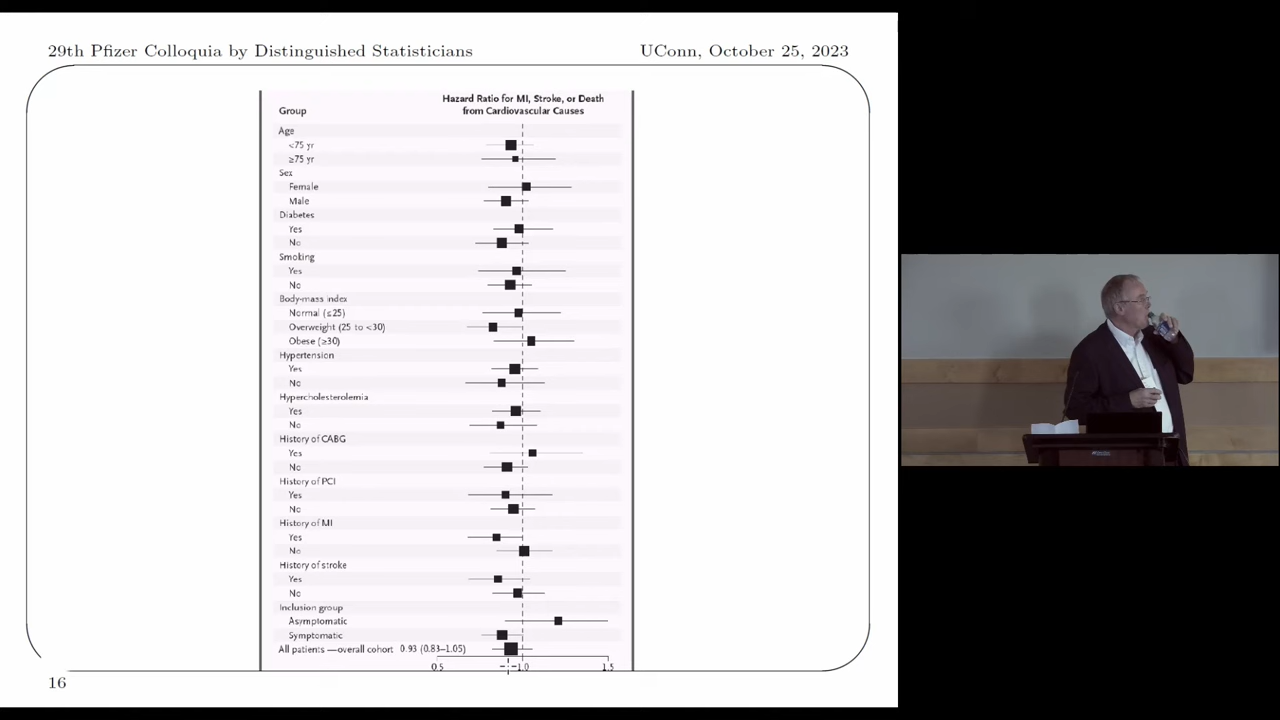 29th Pfizer Colloquia by Distinguished Statisticians UConn, October 25, 2023
Hazard Ratio for MI, Stroke, or Death
Group from Cardiovascular Causes
Age
<75 yr
≥75 yr
Sex
Female
Male
Diabetes
Yes
No
Smoking
Yes
No
Body-mass index
Normal (≤25)
Overweight (25 to <30)
Obese (≥30)
Hypertension
Yes
No
Hypercholesterolemia
Yes
No
History of CABG
Yes
No
History of PCI
Yes
No
History of MI
Yes
No
History of stroke
Yes
No
Inclusion group
Asymptomatic
Symptomatic
All patients —overall cohort 0.93 (0.83–1.05)
0.5 1.0 1.5
16